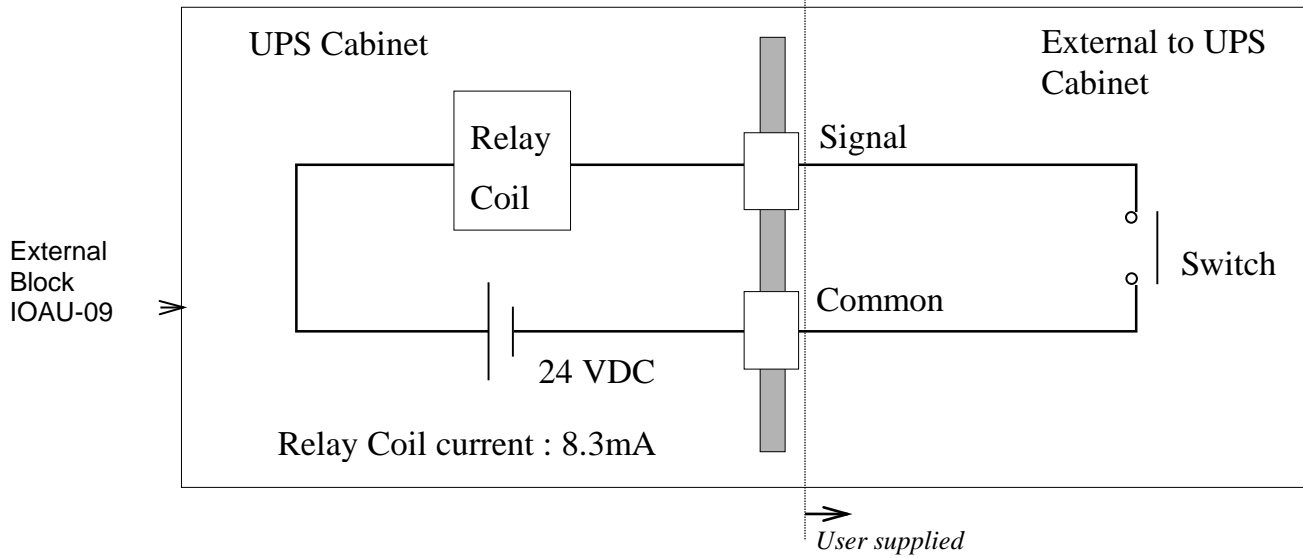 UPS Cabinet
External to UPS
Cabinet
Relay
Coil
Signal
External
Block
IOAU-09
Switch
Common
24 VDC
Relay Coil current : 8.3mA
User supplied